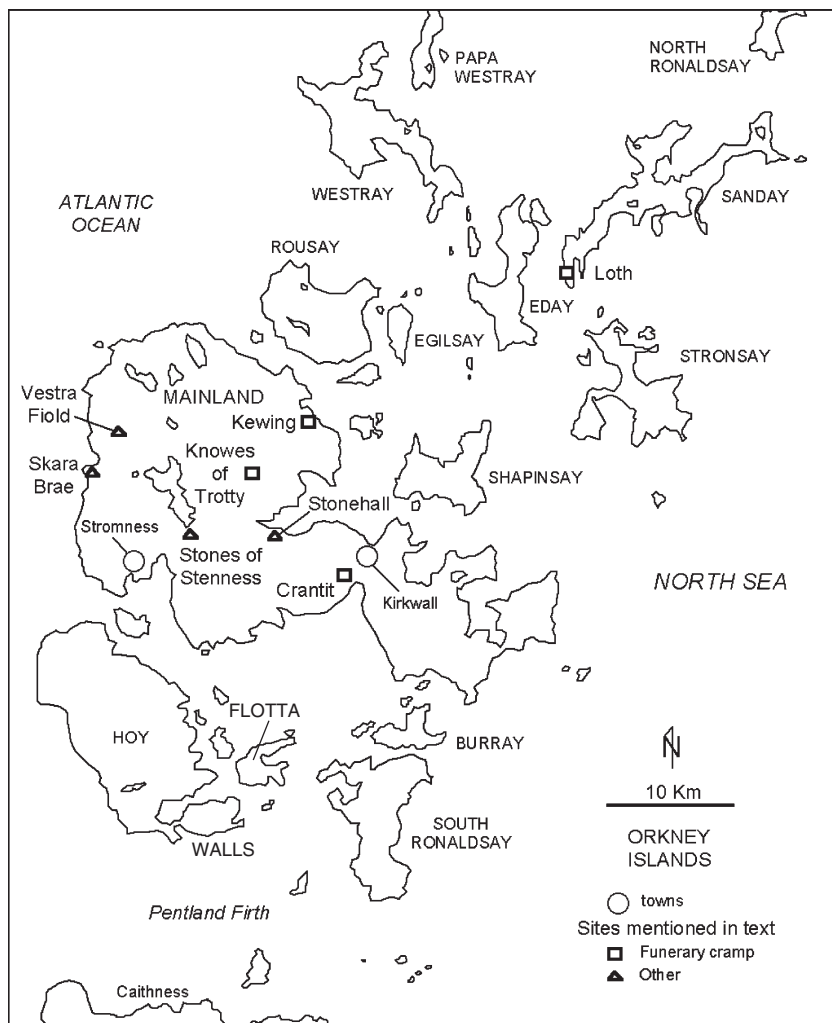 PAPA
WESTRAY
NORTH
RONALDSAY
WESTRAY
ATLANTIC
OCEAN
SANDAY
ROUSAY
Loth
EDAY
EGILSAY
STRONSAY
MAINLAND
Vestra
Fiold
Kewing
Knowes
of
Trotty
Skara
Brae
SHAPINSAY
Stonehall
Stromness
Stones of
Stenness
Crantit
Kirkwall
NORTH SEA
FLOTTA
HOY
BURRAY
N
10 Km
SOUTH
RONALDSAY
WALLS
ORKNEY
ISLANDS
Pentland Firth
towns
Sites mentioned in text
Funerary cramp
Other
Caithness